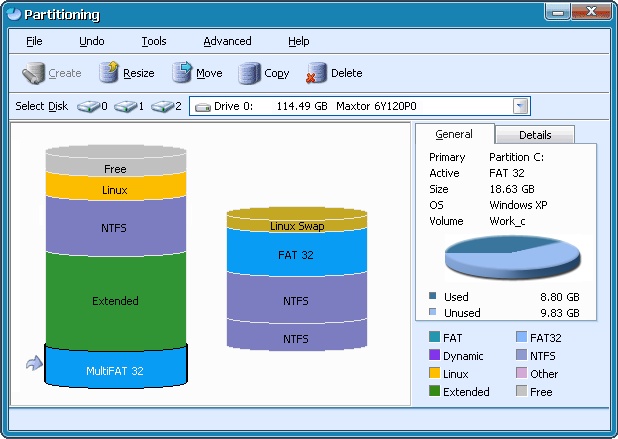 Partitioning
File Undo Tools Advanced Help
Create Resize Move Copy Delete
Select Disk 0 1 2 Drive 0: 114.49 GB Maxtor 6Y120P0
General Details
Free
Linux
NTFS
Extended
MultiFAT 32
Linux Swap
FAT 32
NTFS
NTFS
Primary Partition C:
Active FAT 32
Size 18.63 GB
OS Windows XP
Volume Work_c
Used 8.80 GB
Unused 9.83 GB
FAT FAT32
Dynamic NTFS
Linux Other
Extended Free